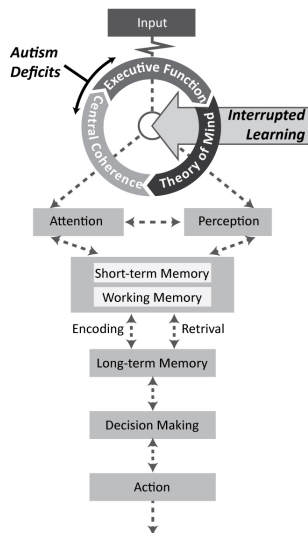 Input
Autism
Deficits
Executive Function
Central Coherence
Theory of Mind
Interrupted
Learning
Attention
Perception
Short-term Memory
Working Memory
Encoding
Retrival
Long-term Memory
Decision Making
Action